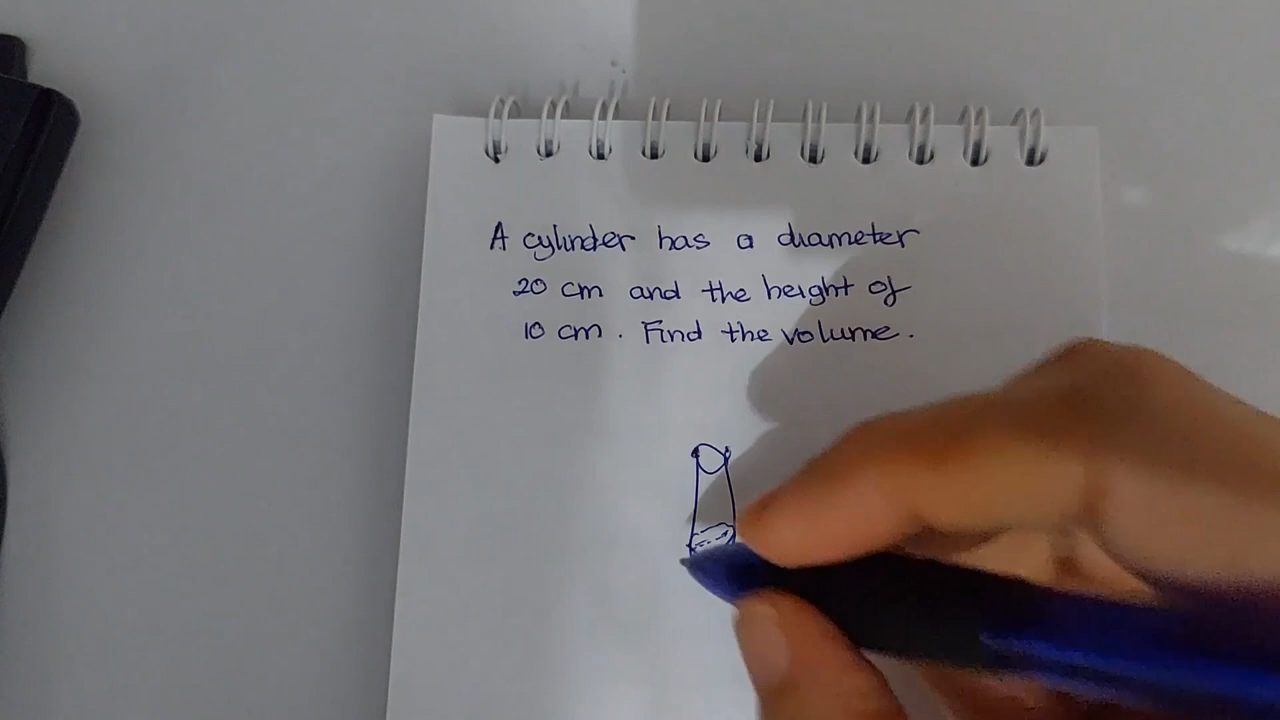 A cylinder has a diameter
20 cm and the height of
10 cm. Find the volume.